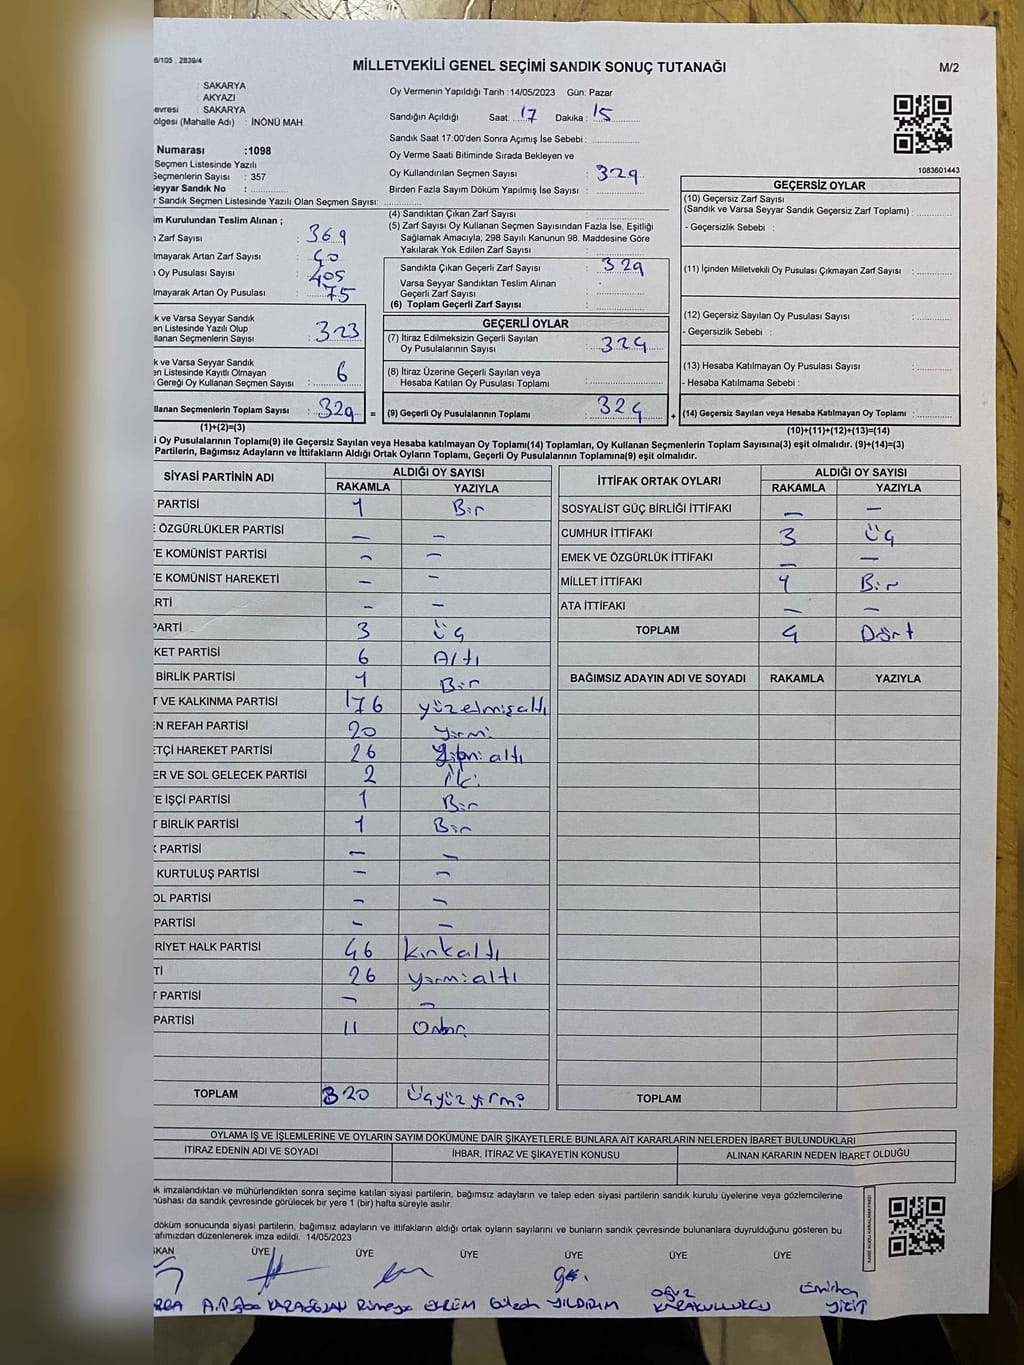 8/105 , 2839/4
MİLLETVEKİLİ GENEL SEÇİMİ SANDIK SONUÇ TUTANAĞI
M/2
: SAKARYA
AKYAZI
evresi : SAKARYA
ölgesi (Mahalle Adı) : İNÖNÜ MAH.
Numarası :1098
Seçmen Listesinde Yazılı
Seçmenlerin Sayısı : 357
Seyyar Sandık No :
r Sandık Seçmen Listesinde Yazılı Olan Seçmen Sayısı:
Oy Vermenin Yapıldığı Tarih :14/05/2023 Gün: Pazar
Sandığın Açıldığı Saat: 17 Dakika : 15
Sandık Saat 17:00'den Sonra Açımış İse Sebebi :
Oy Verme Saati Bitiminde Sırada Bekleyen ve
Oy Kullandırılan Seçmen Sayısı : 329
Birden Fazla Sayım Döküm Yapılmış İse Sayısı :
1083601443
im Kurulundan Teslim Alınan ;
ı Zarf Sayısı : 369
lmayarak Artan Zarf Sayısı : 40
ı Oy Pusulası Sayısı : 405
lmayarak Artan Oy Pusulası : 75
k ve Varsa Seyyar Sandık
en Listesinde Yazılı Olup
llanan Seçmenlerin Sayısı : 323
k ve Varsa Seyyar Sandık
en Listesinde Kayıtlı Olmayan
ı Gereği Oy Kullanan Seçmen Sayısı : 6
llanan Seçmenlerin Toplam Sayısı : 329 =
(1)+(2)=(3)
(4) Sandıktan Çıkan Zarf Sayısı :
(5) Zarf Sayısı Oy Kullanan Seçmen Sayısından Fazla İse, Eşitliği
Sağlamak Amacıyla; 298 Sayılı Kanunun 98. Maddesine Göre
Yakılarak Yok Edilen Zarf Sayısı :
Sandıkta Çıkan Geçerli Zarf Sayısı : 329
Varsa Seyyar Sandıktan Teslim Alınan
Geçerli Zarf Sayısı :
(6) Toplam Geçerli Zarf Sayısı :
GEÇERLİ OYLAR
(7) İtiraz Edilmeksizin Geçerli Sayılan
Oy Pusulalarının Sayısı : 324
(8) İtiraz Üzerine Geçerli Sayılan veya
Hesaba Katılan Oy Pusulası Toplamı :
(9) Geçerli Oy Pusulalarının Toplamı : 324 +
GEÇERSİZ OYLAR
(10) Geçersiz Zarf Sayısı
(Sandık ve Varsa Seyyar Sandık Geçersiz Zarf Toplamı) :
- Geçersizlik Sebebi :
(11) İçinden Milletvekili Oy Pusulası Çıkmayan Zarf Sayısı :
(12) Geçersiz Sayılan Oy Pusulası Sayısı :
- Geçersizlik Sebebi :
(13) Hesaba Katılmayan Oy Pusulası Sayısı :
- Hesaba Katılmama Sebebi :
(14) Geçersiz Sayılan veya Hesaba Katılmayan Oy Toplamı :
(10)+(11)+(12)+(13)=(14)
i Oy Pusulalarının Toplamı(9) ile Geçersiz Sayılan veya Hesaba katılmayan Oy Toplamı(14) Toplamları, Oy Kullanan Seçmenlerin Toplam Sayısına(3) eşit olmalıdır. (9)+(14)=(3)
Partilerin, Bağımsız Adayların ve İttifakların Aldığı Ortak Oyların Toplamı, Geçerli Oy Pusulalarının Toplamına(9) eşit olmalıdır.
SİYASİ PARTİNİN ADI ALDIĞI OY SAYISI
RAKAMLA YAZIYLA
PARTİSİ 1 Bir
E ÖZGÜRLÜKLER PARTİSİ — —
E KOMÜNİST PARTİSİ — —
E KOMÜNİST HAREKETİ — —
RTİ — —
PARTİ 3 Üç
KET PARTİSİ 6 Altı
BİRLİK PARTİSİ 1 Bir
T VE KALKINMA PARTİSİ 176 yüzetmişaltı
N REFAH PARTİSİ 20 Yirmi
TÇİ HAREKET PARTİSİ 26 Yirmi altı
ER VE SOL GELECEK PARTİSİ 2 İki
E İŞÇİ PARTİSİ 1 Bir
T BİRLİK PARTİSİ 1 Bir
K PARTİSİ — —
KURTULUŞ PARTİSİ — —
OL PARTİSİ — —
PARTİSİ — —
RİYET HALK PARTİSİ 46 kırkaltı
Tİ 26 yirmi altı
T PARTİSİ — —
PARTİSİ 11 Onbir
TOPLAM 320 Üçyüz yirmi
İTTİFAK ORTAK OYLARI ALDIĞI OY SAYISI
RAKAMLA YAZIYLA
SOSYALİST GÜÇ BİRLİĞİ İTTİFAKI — —
CUMHUR İTTİFAKI 3 Üç
EMEK VE ÖZGÜRLÜK İTTİFAKI — —
MİLLET İTTİFAKI 1 Bir
ATA İTTİFAKI — —
TOPLAM 4 Dört
BAĞIMSIZ ADAYIN ADI VE SOYADI RAKAMLA YAZIYLA
TOPLAM
OYLAMA İŞ VE İŞLEMLERİNE VE OYLARIN SAYIM DÖKÜMÜNE DAİR ŞİKAYETLERLE BUNLARA AİT KARARLARIN NELERDEN İBARET BULUNDUKLARI
İTİRAZ EDENİN ADI VE SOYADI İHBAR, İTİRAZ VE ŞİKAYETİN KONUSU ALINAN KARARIN NEDEN İBARET OLDUĞU
ık imzalandıktan ve mühürlendikten sonra seçime katılan siyasi partilerin, bağımsız adayların ve talep eden siyasi partilerin sandık kurulu üyelerine veya gözlemcilerine
nüshası da sandık çevresinde görülecek bir yere 1 (bir) hafta süreyle asılır.
döküm sonucunda siyasi partilerin, bağımsız adayların ve ittifakların aldığı ortak oyların sayılarını ve bunların sandık çevresinde bulunanlara duyrulduğunu gösteren bu
rafımızdan düzenlenerek imza edildi. 14/05/2023
ŞKAN ÜYE ÜYE ÜYE ÜYE ÜYE ÜYE
KARAOĞLAN Rümeysa EKREM YILDIRIM
Oğuz KARAKULLUKCU
Emirhan YİĞİT